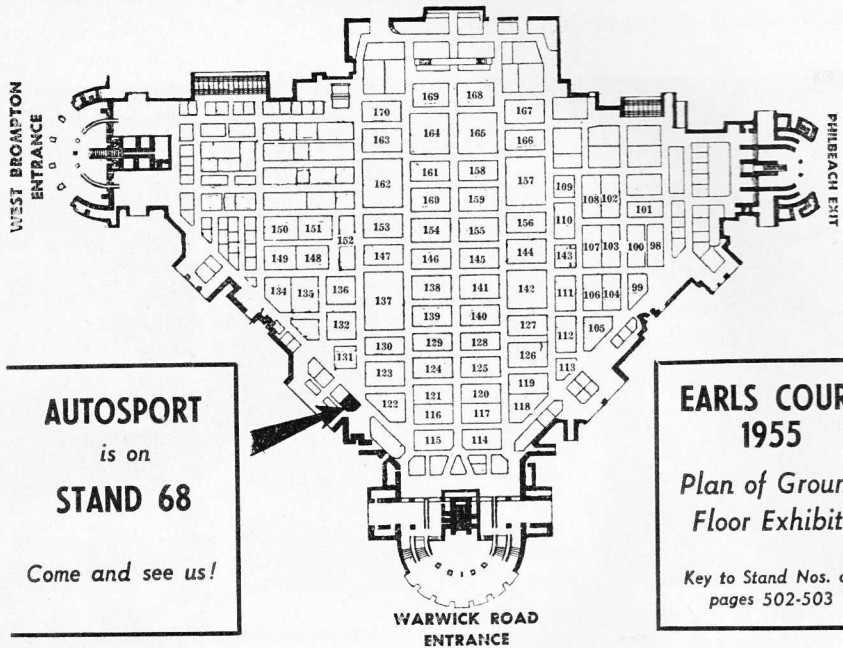 169 168
170 167
164 165
163 166
161 158
162 157
109
160 159
108 102
101
110
150 151
153 154 155 156
152
107 103 100 98
149 148
147 146 145 144
143
134 135 136
138 141
137 142
111
106 104 99
139 140
132
127
105
112
130 129 128
131
126
123 124 125
113
119
121 120
122
118
116 117
115 114
WEST BROMPTON
ENTRANCE
PHILBEACH EXIT
AUTOSPORT
is on
STAND 68
Come and see us!
EARLS COUR
1955
Plan of Groun
Floor Exhibit
Key to Stand Nos. o
pages 502-503
WARWICK ROAD
ENTRANCE